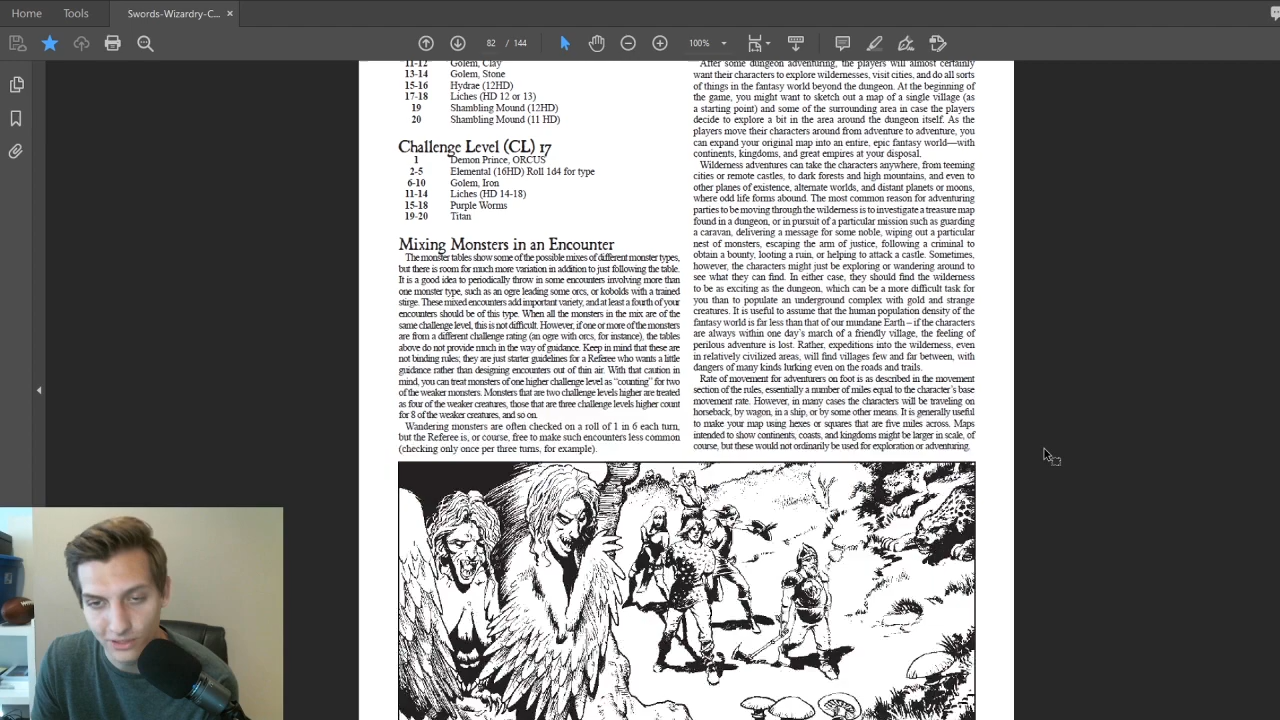 Home
Tools
Swords-Wizardry-C...
×
82 / 144
100%
11-12 Golem, Clay
13-14 Golem, Stone
15-16 Hydrae (12HD)
17-18 Liches (HD 12 or 13)
19 Shambling Mound (12HD)
20 Shambling Mound (11 HD)
Challenge Level (CL) 17
1 Demon Prince, ORCUS
2-5 Elemental (16HD) Roll 1d4 for type
6-10 Golem, Iron
11-14 Liches (HD 14-18)
15-18 Purple Worms
19-20 Titan
Mixing Monsters in an Encounter
The monster tables show some of the possible mixes of different monster types,
but there is room for much more variation in addition to just following the table.
It is a good idea to periodically throw in some encounters involving more than
one monster type, such as an ogre leading some orcs, or kobolds with a trained
stirge. These mixed encounters add important variety, and at least a fourth of your
encounters should be of this type. When all the monsters in the mix are of the
same challenge level, this is not difficult. However, if one or more of the monsters
are from a different challenge rating (an ogre with orcs, for instance), the tables
above do not provide much in the way of guidance. Keep in mind that these are
not binding rules; they are just starter guidelines for a Referee who wants a little
guidance rather than designing encounters out of thin air. With that caution in
mind, you can treat monsters of one higher challenge level as “counting” for two
of the weaker monsters. Monsters that are two challenge levels higher are treated
as four of the weaker creatures, those that are three challenge levels higher count
for 8 of the weaker creatures, and so on.
Wandering monsters are often checked on a roll of 1 in 6 each turn,
but the Referee is, or course, free to make such encounters less common
(checking only once per three turns, for example).
After some dungeon adventuring, the players will almost certainly
want their characters to explore wildernesses, visit cities, and do all sorts
of things in the fantasy world beyond the dungeon. At the beginning of
the game, you might want to sketch out a map of a single village (as
a starting point) and some of the surrounding area in case the players
decide to explore a bit in the area around the dungeon itself. As the
players move their characters around from adventure to adventure, you
can expand your original map into an entire, epic fantasy world—with
continents, kingdoms, and great empires at your disposal.
Wilderness adventures can take the characters anywhere, from teeming
cities or remote castles, to dark forests and high mountains, and even to
other planes of existence, alternate worlds, and distant planets or moons,
where odd life forms abound. The most common reason for adventuring
parties to be moving through the wilderness is to investigate a treasure map
found in a dungeon, or in pursuit of a particular mission such as guarding
a caravan, delivering a message for some noble, wiping out a particular
nest of monsters, escaping the arm of justice, following a criminal to
obtain a bounty, looting a ruin, or helping to attack a castle. Sometimes,
however, the characters might just be exploring or wandering around to
see what they can find. In either case, they should find the wilderness
to be as exciting as the dungeon, which can be a more difficult task for
you than to populate an underground complex with gold and strange
creatures. It is useful to assume that the human population density of the
fantasy world is far less than that of our mundane Earth – if the characters
are always within one day’s march of a friendly village, the feeling of
perilous adventure is lost. Rather, expeditions into the wilderness, even
in relatively civilized areas, will find villages few and far between, with
dangers of many kinds lurking even on the roads and trails.
Rate of movement for adventurers on foot is as described in the movement
section of the rules, essentially a number of miles equal to the character’s base
movement rate. However, in many cases the characters will be traveling on
horseback, by wagon, in a ship, or by some other means. It is generally useful
to make your map using hexes or squares that are five miles across. Maps
intended to show continents, coasts, and kingdoms might be larger in scale, of
course, but these would not ordinarily be used for exploration or adventuring.